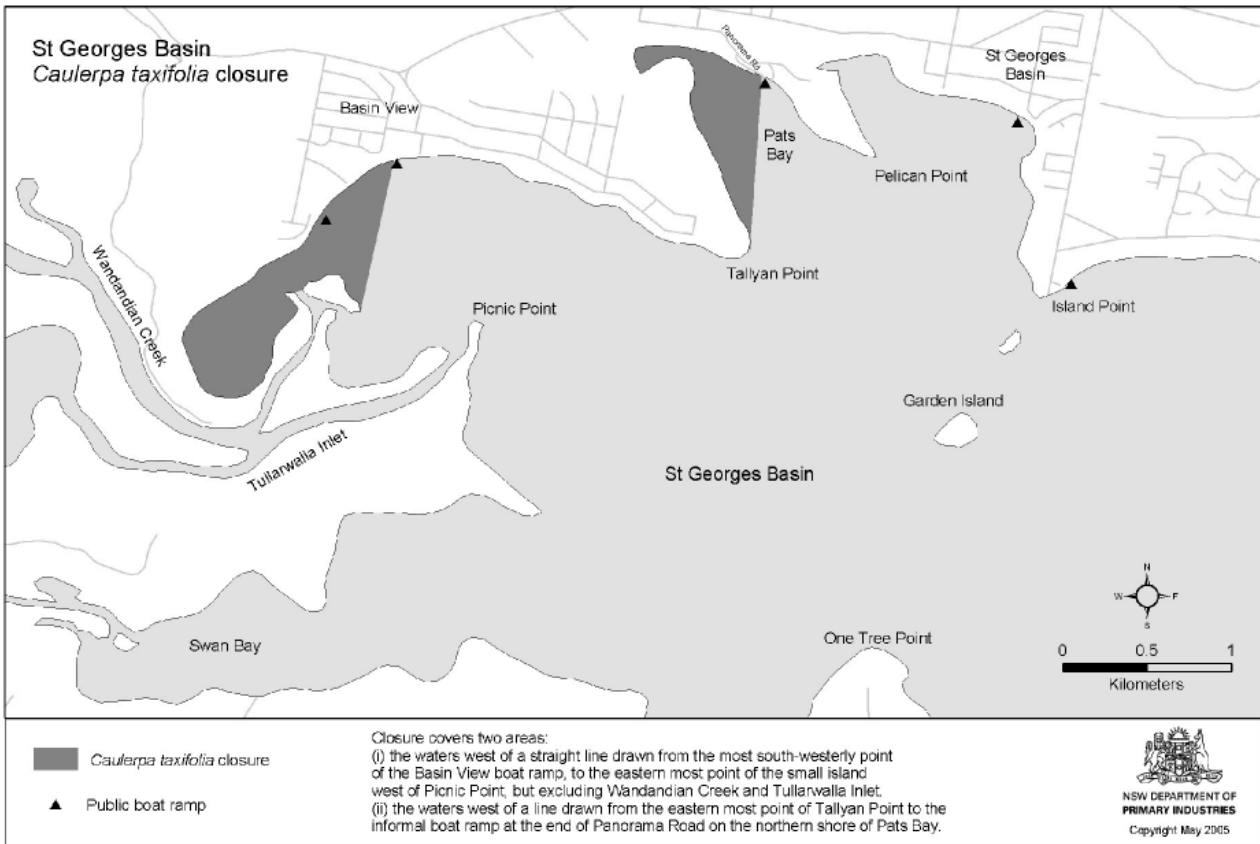 St Georges Basin
Caulerpa taxifolia closure
Panorama Rd
St Georges
Basin
Basin View
Pats
Bay
Pelican Point
Wandandian Creek
Tallyan Point
Picnic Point
Island Point
Garden Island
Tullarwalla Inlet
St Georges Basin
N
W
E
S
Swan Bay
One Tree Point
0 0.5 1
Kilometers
Caulerpa taxifolia closure
Public boat ramp
Closure covers two areas:
(i) the waters west of a straight line drawn from the most south-westerly point
of the Basin View boat ramp, to the eastern most point of the small island
west of Picnic Point, but excluding Wandandian Creek and Tullarwalla Inlet.
(ii) the waters west of a line drawn from the eastern most point of Tallyan Point to the
informal boat ramp at the end of Panorama Road on the northern shore of Pats Bay.
NSW DEPARTMENT OF
PRIMARY INDUSTRIES
Copyright May 2005